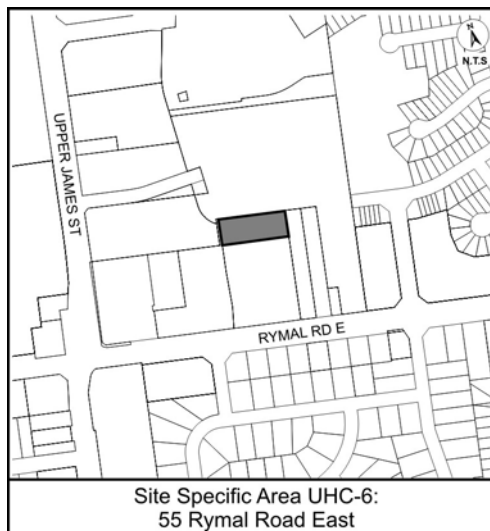 N
N.T.S
UPPER JAMES ST
RYMAL RD E
Site Specific Area UHC-6:
55 Rymal Road East